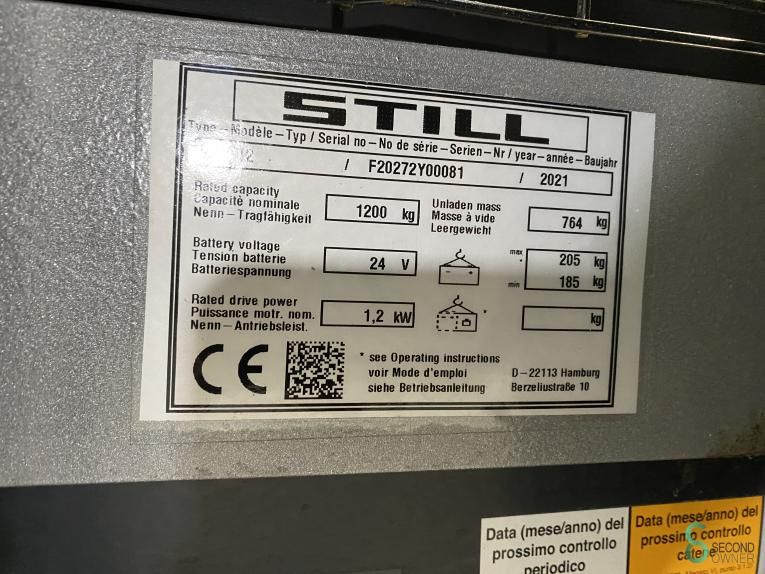 STILL
Type – Modèle – Typ / Serial no – No de série – Serien – Nr / year – année – Baujahr
12 / F20272Y00081 / 2021
Rated capacity
Capacité nominale
Nenn – Tragfähigkeit
1200 kg
Unladen mass
Masse à vide
Leergewicht
764 kg
Battery voltage
Tension batterie
Batteriespannung
24 V
max
*
205 kg
min
185 kg
Rated drive power
Puissance motr. nom.
Nenn – Antriebsleist.
1,2 kW
*
kg
CE
* see Operating instructions
voir Mode d'emploi
siehe Betriebsanleitung
D – 22113 Hamburg
Berzeliusstraße 10
Data (mese/anno) del
prossimo controllo
periodico
Data (mese/anno) del
prossimo controllo
catene
SECOND
OWNER